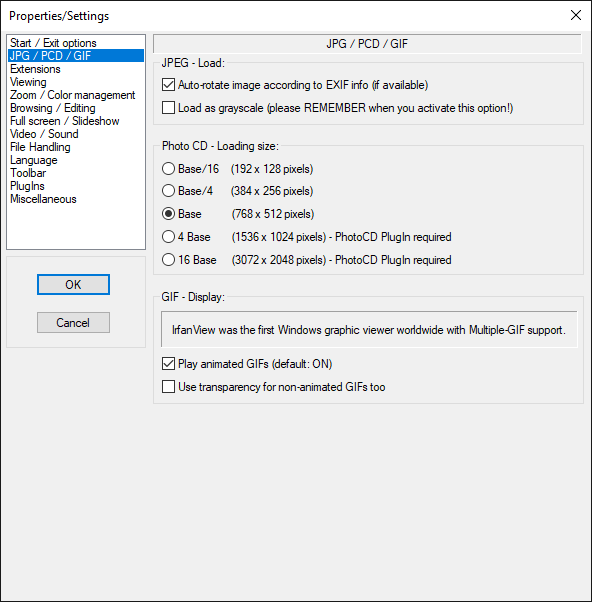 Properties/Settings
Start / Exit options
JPG / PCD / GIF
Extensions
Viewing
Zoom / Color management
Browsing / Editing
Full screen / Slideshow
Video / Sound
File Handling
Language
Toolbar
PlugIns
Miscellaneous
OK
Cancel
JPG / PCD / GIF
JPEG - Load:
Auto-rotate image according to EXIF info (if available)
Load as grayscale (please REMEMBER when you activate this option!)
Photo CD - Loading size:
Base/16 (192 x 128 pixels)
Base/4 (384 x 256 pixels)
Base (768 x 512 pixels)
4 Base (1536 x 1024 pixels) - PhotoCD PlugIn required
16 Base (3072 x 2048 pixels) - PhotoCD PlugIn required
GIF - Display:
IrfanView was the first Windows graphic viewer worldwide with Multiple-GIF support.
Play animated GIFs (default: ON)
Use transparency for non-animated GIFs too